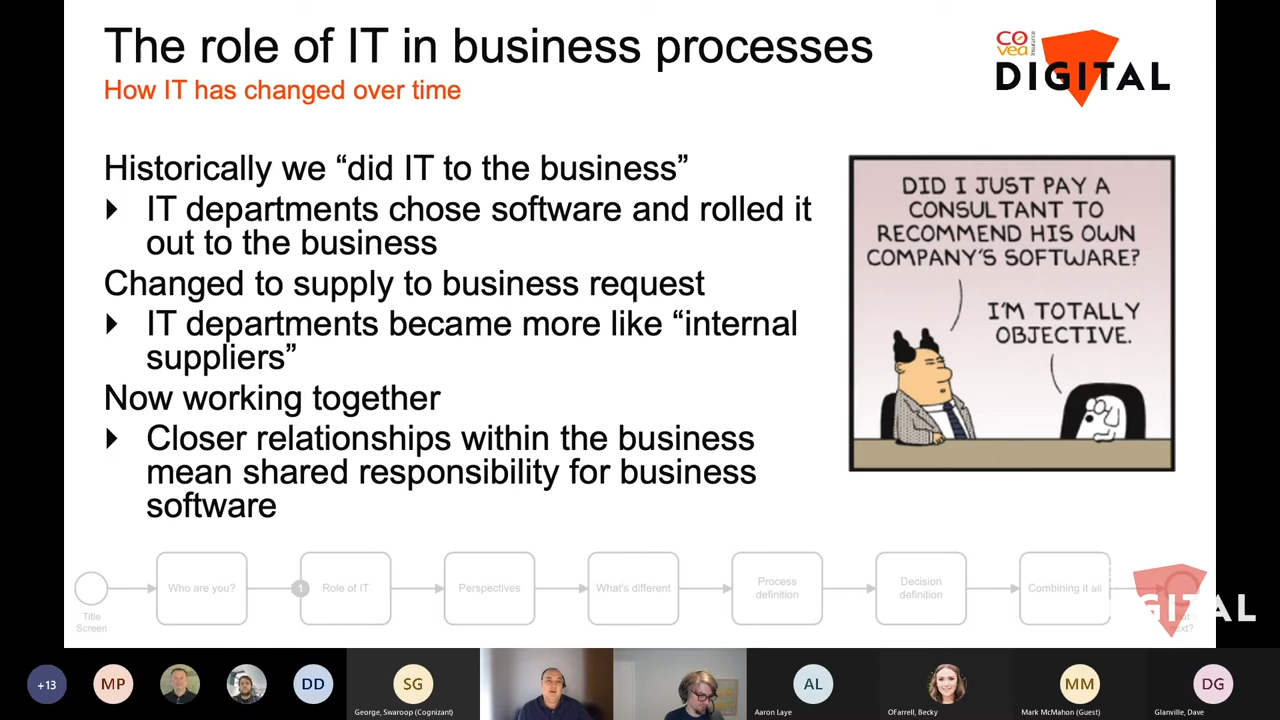 The role of IT in business processes
How IT has changed over time
COvea Insurance
DIGITAL
Historically we “did IT to the business”
IT departments chose software and rolled it
out to the business
Changed to supply to business request
IT departments became more like “internal
suppliers”
Now working together
Closer relationships within the business
mean shared responsibility for business
software
DID I JUST PAY A
CONSULTANT TO
RECOMMEND HIS OWN
COMPANY'S SOFTWARE?
I'M TOTALLY
OBJECTIVE.
Title
Screen
Who are you?
1
Role of IT
Perspectives
What's different
Process
definition
Decision
definition
Combining it all
next?
DIGITAL
+13
MP
DD
SG
George, Swaroop (Cognizant)
AL
Aaron Laye
OFarrell, Becky
MM
Mark McMahon (Guest)
DG
Glanville, Dave